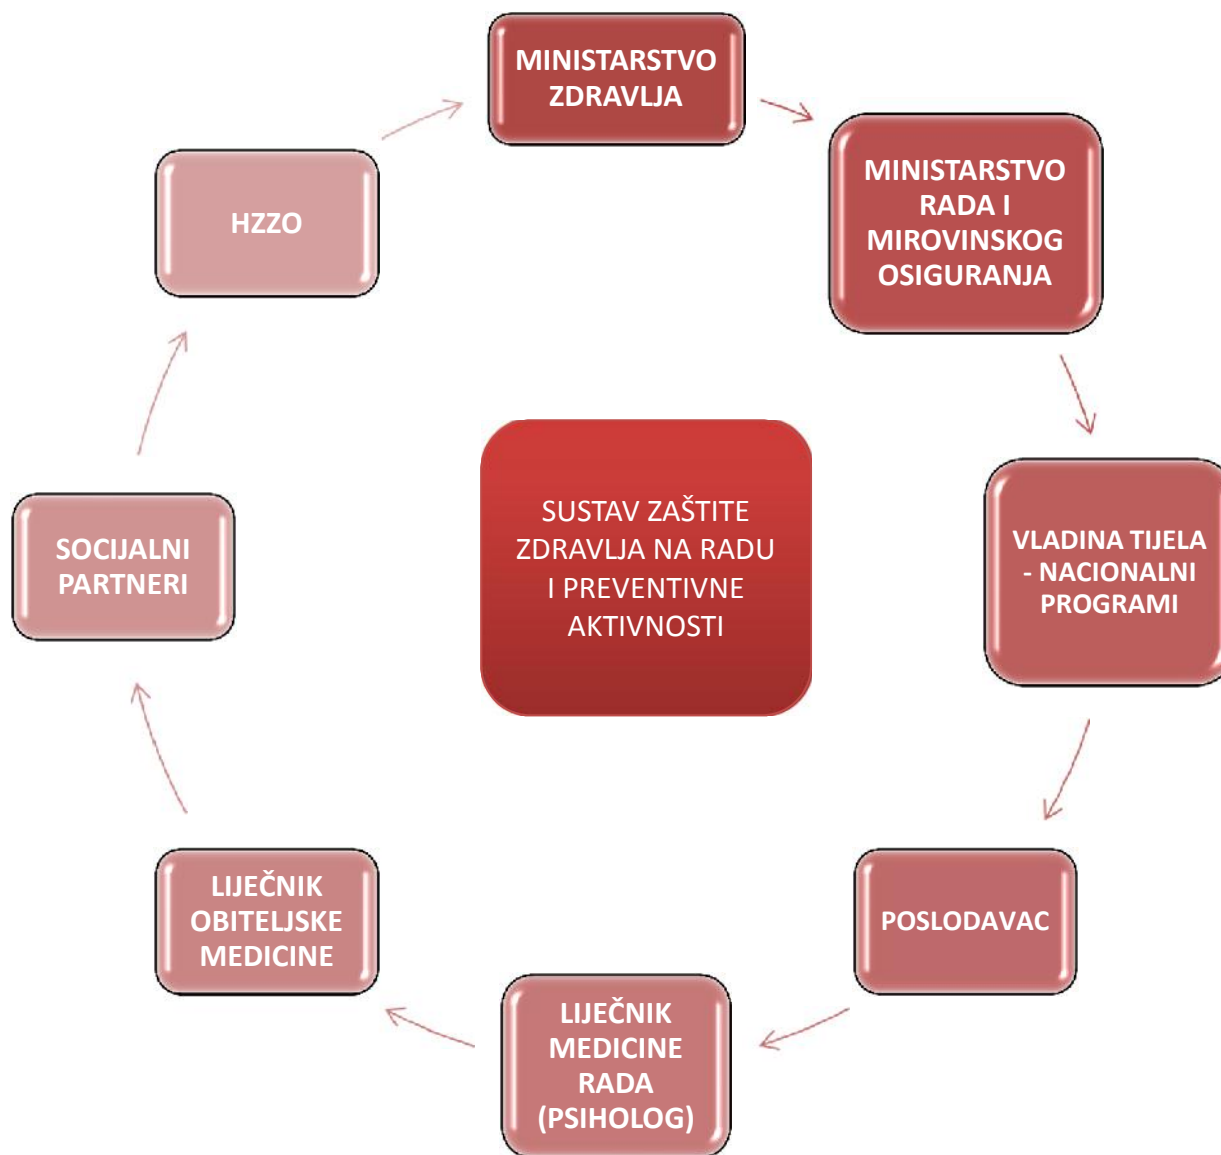 MINISTARSTVO
ZDRAVLJA
MINISTARSTVO
RADA I
MIROVINSKOG
OSIGURANJA
VLADINA TIJELA
- NACIONALNI
PROGRAMI
POSLODAVAC
LIJEČNIK
MEDICINE
RADA
(PSIHOLOG)
LIJEČNIK
OBITELJSKE
MEDICINE
SOCIJALNI
PARTNERI
HZZO
SUSTAV ZAŠTITE
ZDRAVLJA NA RADU
I PREVENTIVNE
AKTIVNOSTI